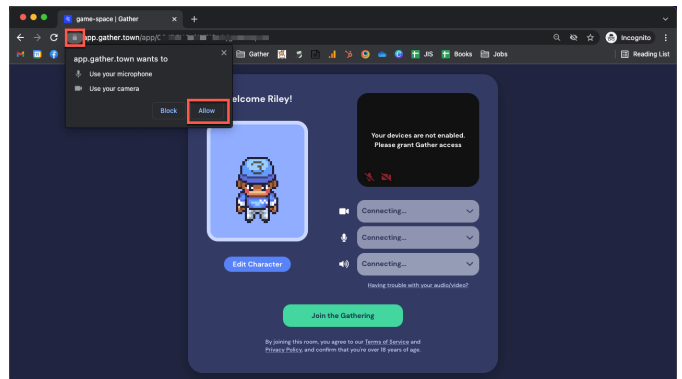 game-space | Gather
app.gather.town/app/
Incognito
Gather
JIS
Books
Jobs
Reading List
app.gather.town wants to
Use your microphone
Use your camera
Block
Allow
elcome Riley!
Your devices are not enabled.
Please grant Gather access
Connecting...
Connecting...
Connecting...
Edit Character
Having trouble with your audio/video?
Join the Gathering
By joining this room, you agree to our Terms of Service and
Privacy Policy, and confirm that you're over 18 years of age.